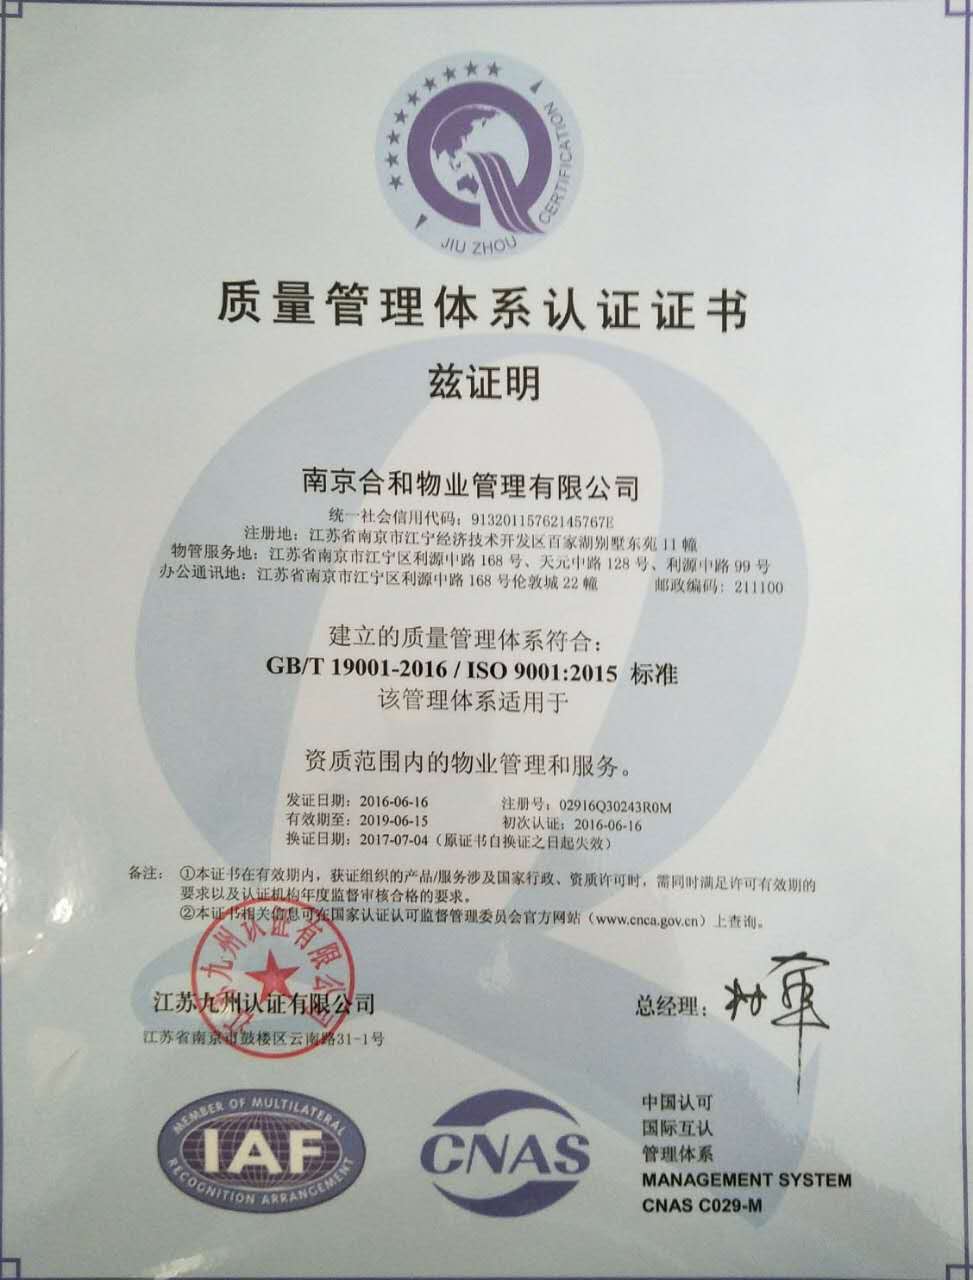 JIU ZHOU CERTIFICATION
质量管理体系认证证书
兹证明
南京合和物业管理有限公司
统一社会信用代码：91320115762145767E
注册地：江苏省南京市江宁经济技术开发区百家湖别墅东苑 11 幢
物管服务地：江苏省南京市江宁区利源中路 168 号、天元中路 128 号、利源中路 99 号
办公通讯地：江苏省南京市江宁区利源中路 168 号伦敦城 22 幢 邮政编码: 211100
建立的质量管理体系符合：
GB/T 19001-2016 / ISO 9001:2015 标准
该管理体系适用于
资质范围内的物业管理和服务。
发证日期：2016-06-16 注册号：02916Q30243R0M
有效期至：2019-06-15 初次认证：2016-06-16
换证日期：2017-07-04（原证书自换证之日起失效）
备注： ①本证书在有效期内，获证组织的产品/服务涉及国家行政、资质许可时，需同时满足许可有效期的
要求以及认证机构年度监督审核合格的要求。
②本证书相关信息可在国家认证认可监督管理委员会官方网站（www.cnca.gov.cn）上查询。
江苏九州认证有限公司
江苏九州认证有限公司 总经理：
江苏省南京市鼓楼区云南路31-1号
MEMBER OF MULTILATERAL
IAF
RECOGNITION ARRANGEMENT
CNAS
中国认可
国际互认
管理体系
MANAGEMENT SYSTEM
CNAS C029-M